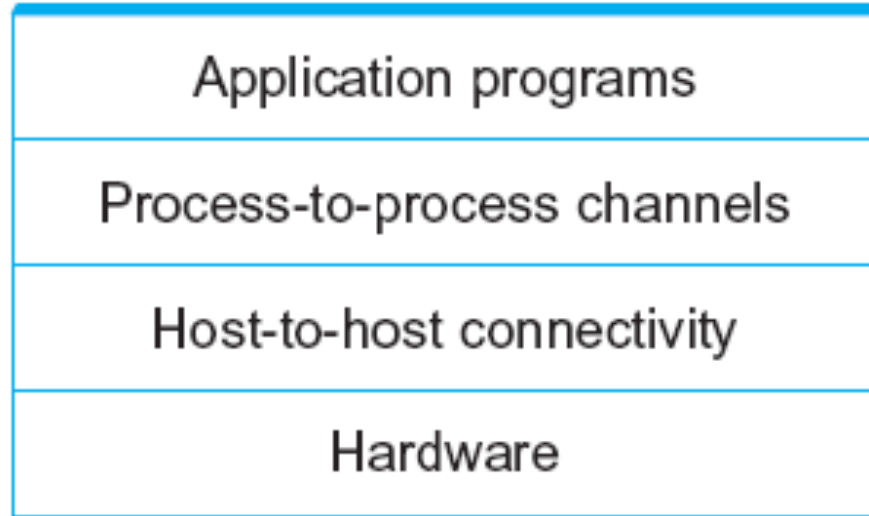 Application programs
Process-to-process channels
Host-to-host connectivity
Hardware